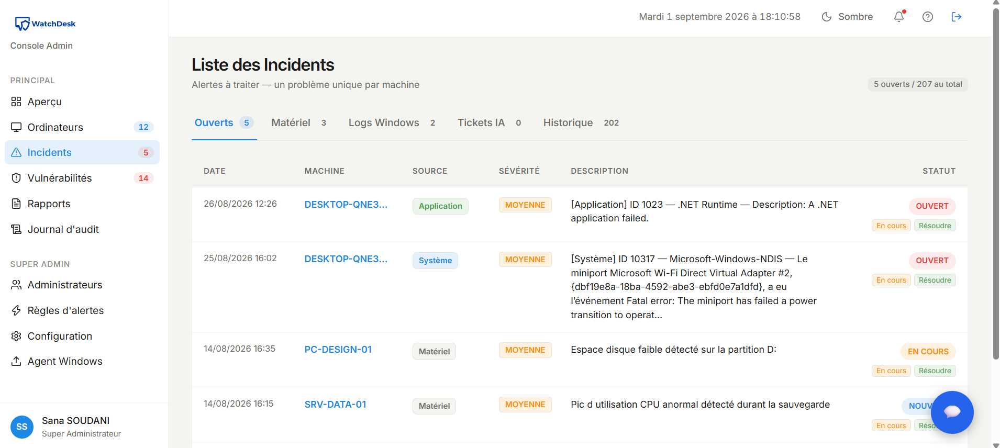 WatchDesk
Console Admin
PRINCIPAL
Aperçu
Ordinateurs 12
Incidents 5
Vulnérabilités 14
Rapports
Journal d'audit
SUPER ADMIN
Administrateurs
Règles d'alertes
Configuration
Agent Windows
SS
Sana SOUDANI
Super Administrateur
Mardi 1 septembre 2026 à 18:10:58 Sombre
Liste des Incidents
Alertes à traiter — un problème unique par machine
5 ouverts / 207 au total
Ouverts 5 Matériel 3 Logs Windows 2 Tickets IA 0 Historique 202
DATE MACHINE SOURCE SÉVÉRITÉ DESCRIPTION STATUT
26/08/2026 12:26 DESKTOP-QNE3... Application MOYENNE [Application] ID 1023 — .NET Runtime — Description: A .NET OUVERT
application failed.
En cours Résoudre
25/08/2026 16:02 DESKTOP-QNE3... Système MOYENNE [Système] ID 10317 — Microsoft-Windows-NDIS — Le OUVERT
miniport Microsoft Wi-Fi Direct Virtual Adapter #2,
En cours Résoudre
{dbf19e8a-18ba-4592-abe3-ebfd0e7a1dfd}, a eu
l’événement Fatal error: The miniport has failed a power
transition to operat...
14/08/2026 16:35 PC-DESIGN-01 Matériel MOYENNE Espace disque faible détecté sur la partition D: EN COURS
En cours Résoudre
14/08/2026 16:15 SRV-DATA-01 Matériel MOYENNE Pic d utilisation CPU anormal détecté durant la sauvegarde NOUV
En cours Réso